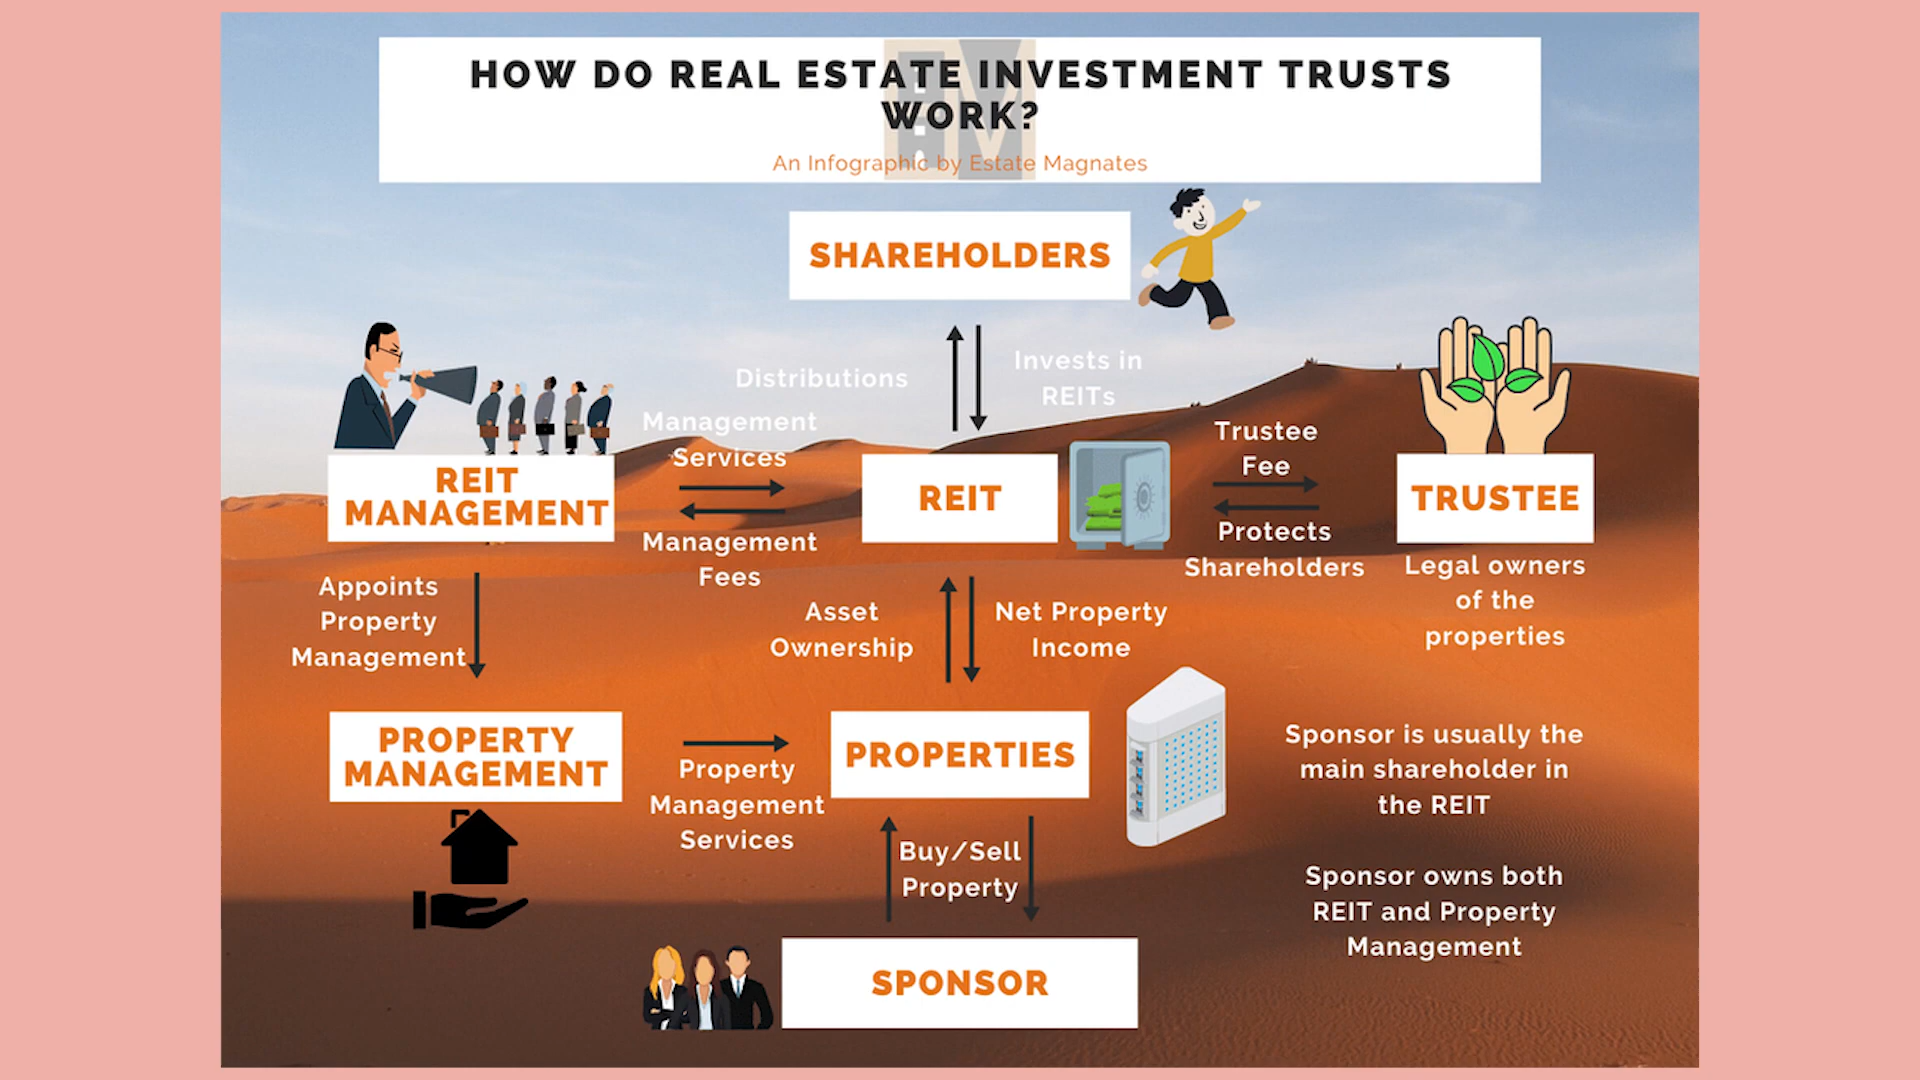 HOW DO REAL ESTATE INVESTMENT TRUSTS
WORK?
An Infographic by Estate Magnates
SHAREHOLDERS
Distributions
Invests in
REITs
Management
Services
Trustee
Fee
REIT
MANAGEMENT
REIT
TRUSTEE
Management
Fees
Protects
Shareholders
Legal owners
of the
properties
Appoints
Property
Management
Asset
Ownership
Net Property
Income
PROPERTY
MANAGEMENT
Property
Management
Services
PROPERTIES
Sponsor is usually the
main shareholder in
the REIT
Buy/Sell
Property
Sponsor owns both
REIT and Property
Management
SPONSOR